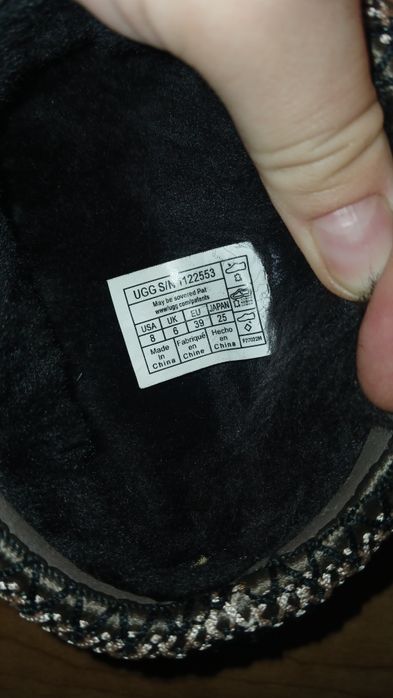 UGG S/N 1122553
May be sovered Pat
www.ugg.com/patents
USA UK EU JAPAN
8 6 39 25
Made in China Fabriqué en Chine Hecho en China